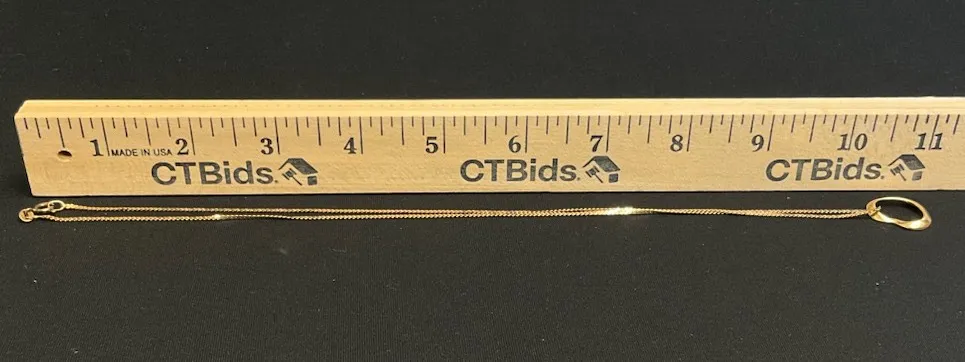 1 MADE IN USA 2 3 4 5 6 7 8 9 10 11
CTBids. CTBids. CTBids.